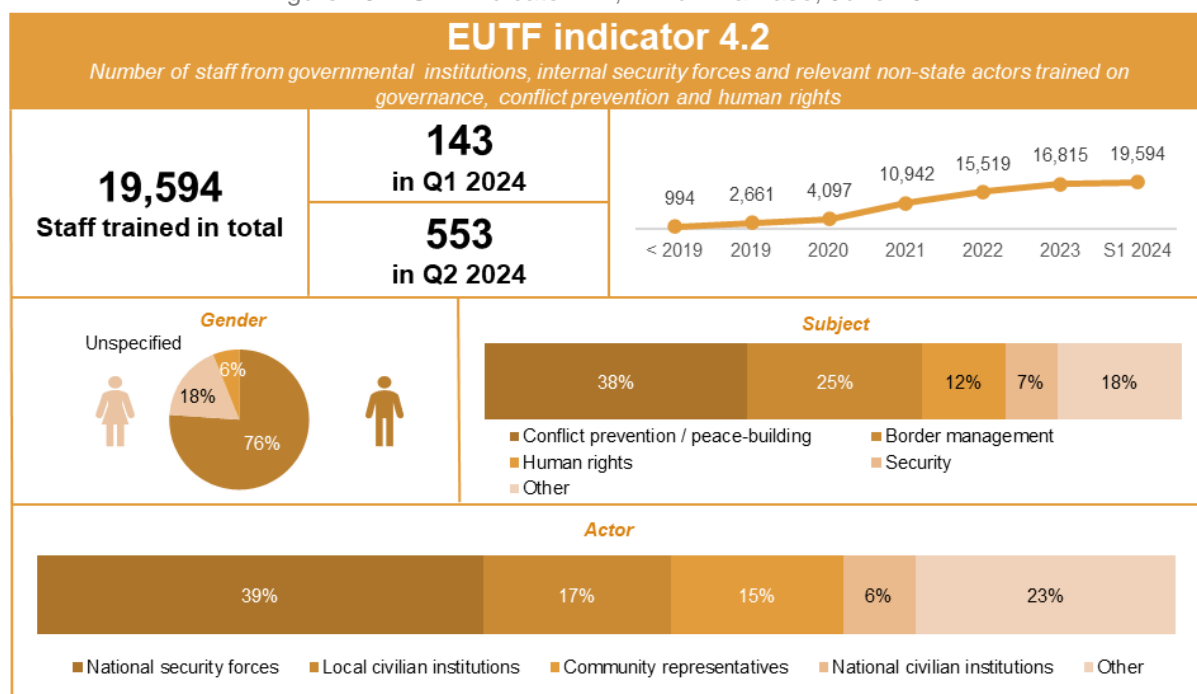 EUTF indicator 4.2
Number of staff from governmental institutions, internal security forces and relevant non-state actors trained on
governance, conflict prevention and human rights
19,594
Staff trained in total
143
in Q1 2024
553
in Q2 2024
994
2,661
4,097
10,942
15,519
16,815
19,594
< 2019
2019
2020
2021
2022
2023
S1 2024
Gender
Unspecified
6%
18%
76%
Subject
38%
25%
12%
7%
18%
Conflict prevention / peace-building
Border management
Human rights
Security
Other
Actor
39%
17%
15%
6%
23%
National security forces
Local civilian institutions
Community representatives
National civilian institutions
Other